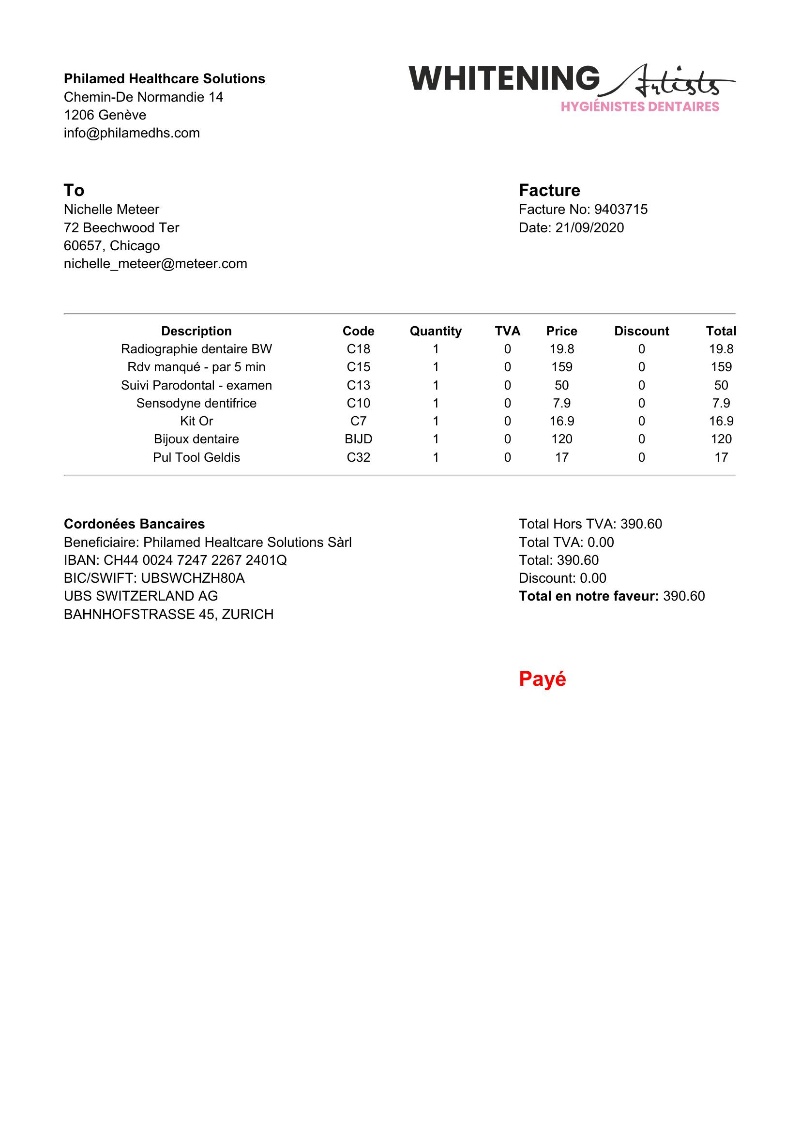 Philamed Healthcare Solutions
Chemin-De Normandie 14
1206 Genève
info@philamedhs.com
WHITENING Artists
HYGIÉNISTES DENTAIRES
To
Nichelle Meteer
72 Beechwood Ter
60657, Chicago
nichelle_meteer@meteer.com
Facture
Facture No: 9403715
Date: 21/09/2020
Description Code Quantity TVA Price Discount Total
Radiographie dentaire BW C18 1 0 19.8 0 19.8
Rdv manqué - par 5 min C15 1 0 159 0 159
Suivi Parodontal - examen C13 1 0 50 0 50
Sensodyne dentifrice C10 1 0 7.9 0 7.9
Kit Or C7 1 0 16.9 0 16.9
Bijoux dentaire BIJD 1 0 120 0 120
Pul Tool Geldis C32 1 0 17 0 17
Cordonées Bancaires
Beneficiaire: Philamed Healtcare Solutions Sàrl
IBAN: CH44 0024 7247 2267 2401Q
BIC/SWIFT: UBSWCHZH80A
UBS SWITZERLAND AG
BAHNHOFSTRASSE 45, ZURICH
Total Hors TVA: 390.60
Total TVA: 0.00
Total: 390.60
Discount: 0.00
Total en notre faveur: 390.60
Payé